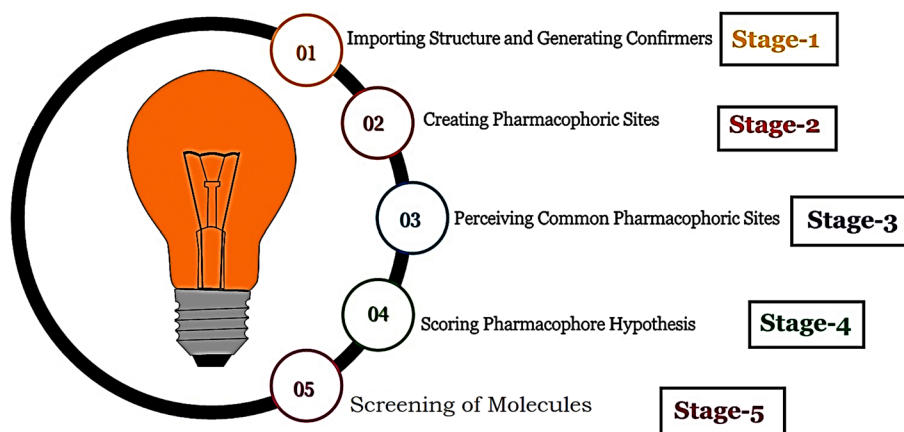 01 Importing Structure and Generating Confirmers Stage-1
02 Creating Pharmacophoric Sites Stage-2
03 Perceiving Common Pharmacophoric Sites Stage-3
04 Scoring Pharmacophore Hypothesis Stage-4
05 Screening of Molecules Stage-5